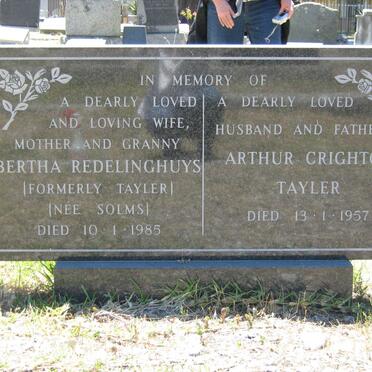 IN MEMORY OF
A DEARLY LOVED
AND LOVING WIFE,
MOTHER AND GRANNY
BERTHA REDELINGHUYS
[FORMERLY TAYLER]
[NÉE SOLMS]
DIED 10·1·1985
A DEARLY LOVED
HUSBAND AND FATHE
ARTHUR CRIGHTO
TAYLER
DIED 13·1·1957